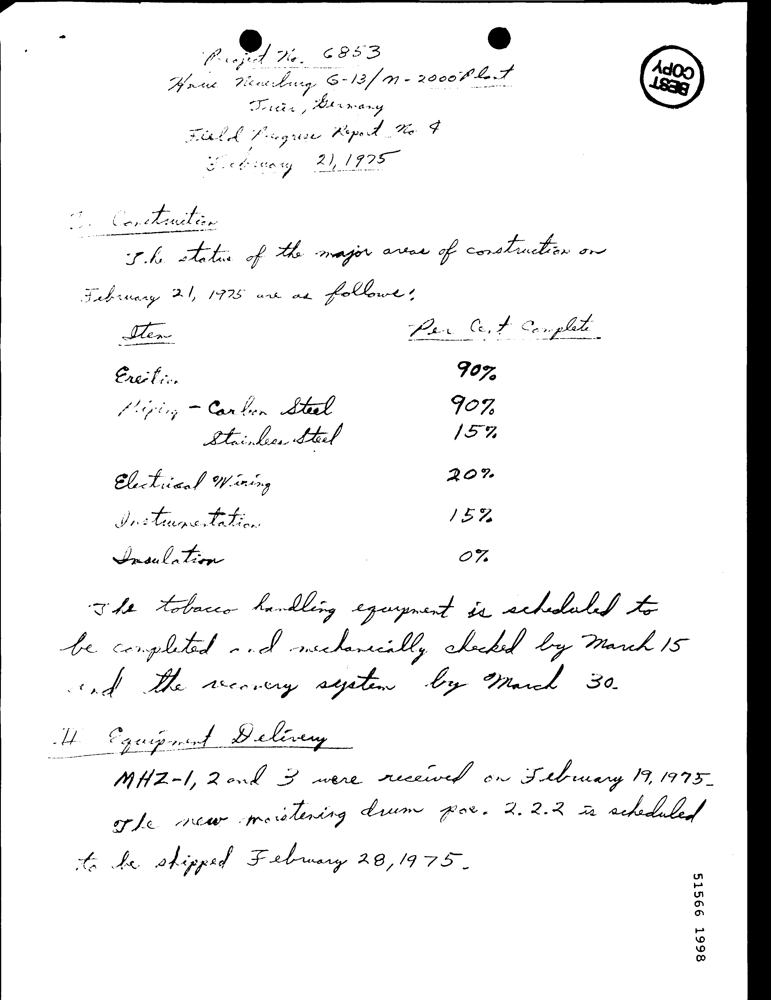 Project No. 6853
Haus Neuerburg G-13/N-2000 Plant
Trier, Germany
Field Progress Report No 4
February 21, 1975
BEST
COPY
I. Construction
The status of the major areas of construction on
February 21, 1975 are as follows:
Item Per Cent Complete
Erection 90%
Piping - Carbon Steel 90%
Stainless Steel 15%
Electrical Wiring 20%
Instrumentation 15%
Insulation 0%
The tobacco handling equipment is scheduled to
be completed and mechanically checked by March 15
and the recovery system by March 30.
II Equipment Delivery
MHZ-1, 2 and 3 were received on February 19, 1975.
The new moistening drum pos. 2.2.2 is scheduled
to be shipped February 28, 1975.
51566 1998